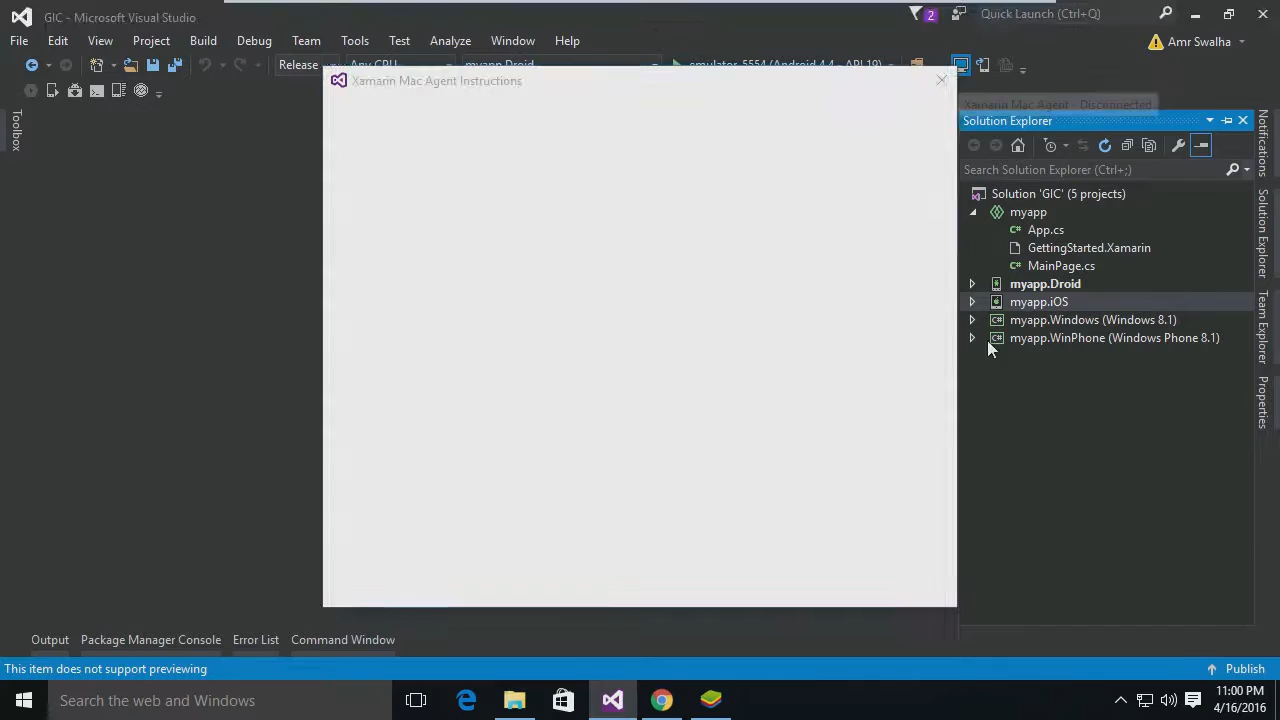 GIC - Microsoft Visual Studio
2
Quick Launch (Ctrl+Q)
File Edit View Project Build Debug Team Tools Test Analyze Window Help
Amr Swalha
Release Any CPU myapp.Droid emulator-5554 (Android 4.4 - API 19)
Xamarin Mac Agent Instructions
Xamarin Mac Agent - Disconnected
Toolbox
Solution Explorer
Search Solution Explorer (Ctrl+;)
Solution 'GIC' (5 projects)
myapp
App.cs
GettingStarted.Xamarin
MainPage.cs
myapp.Droid
myapp.iOS
myapp.Windows (Windows 8.1)
myapp.WinPhone (Windows Phone 8.1)
Notifications
Solution Explorer
Team Explorer
Properties
Output Package Manager Console Error List Command Window
This item does not support previewing
Publish
Search the web and Windows
11:00 PM
4/16/2016